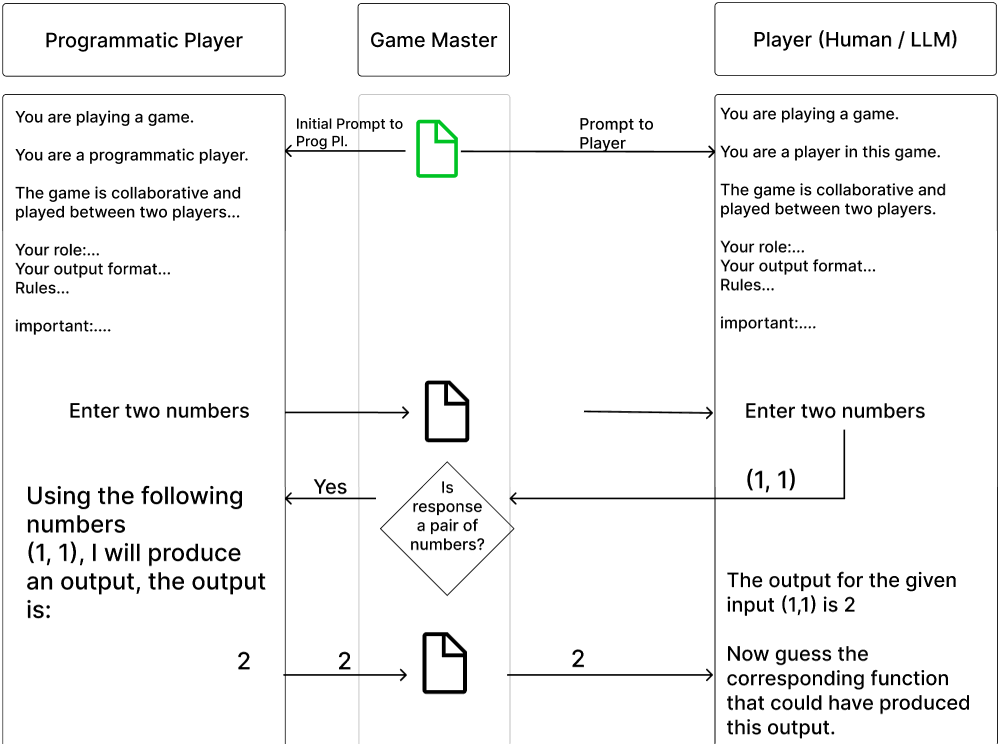 Programmatic Player
Game Master
Player (Human / LLM)
You are playing a game.
You are a programmatic player.
The game is collaborative and
played between two players...
Your role:...
Your output format...
Rules...
important:....
Initial Prompt to
Prog Pl.
Prompt to
Player
You are playing a game.
You are a player in this game.
The game is collaborative and
played between two players.
Your role:...
Your output format...
Rules...
important:....
Enter two numbers
Enter two numbers
(1, 1)
Is
response
a pair of
numbers?
Yes
Using the following
numbers
(1, 1), I will produce
an output, the output
is:
2
2
2
The output for the given
input (1,1) is 2
Now guess the
corresponding function
that could have produced
this output.